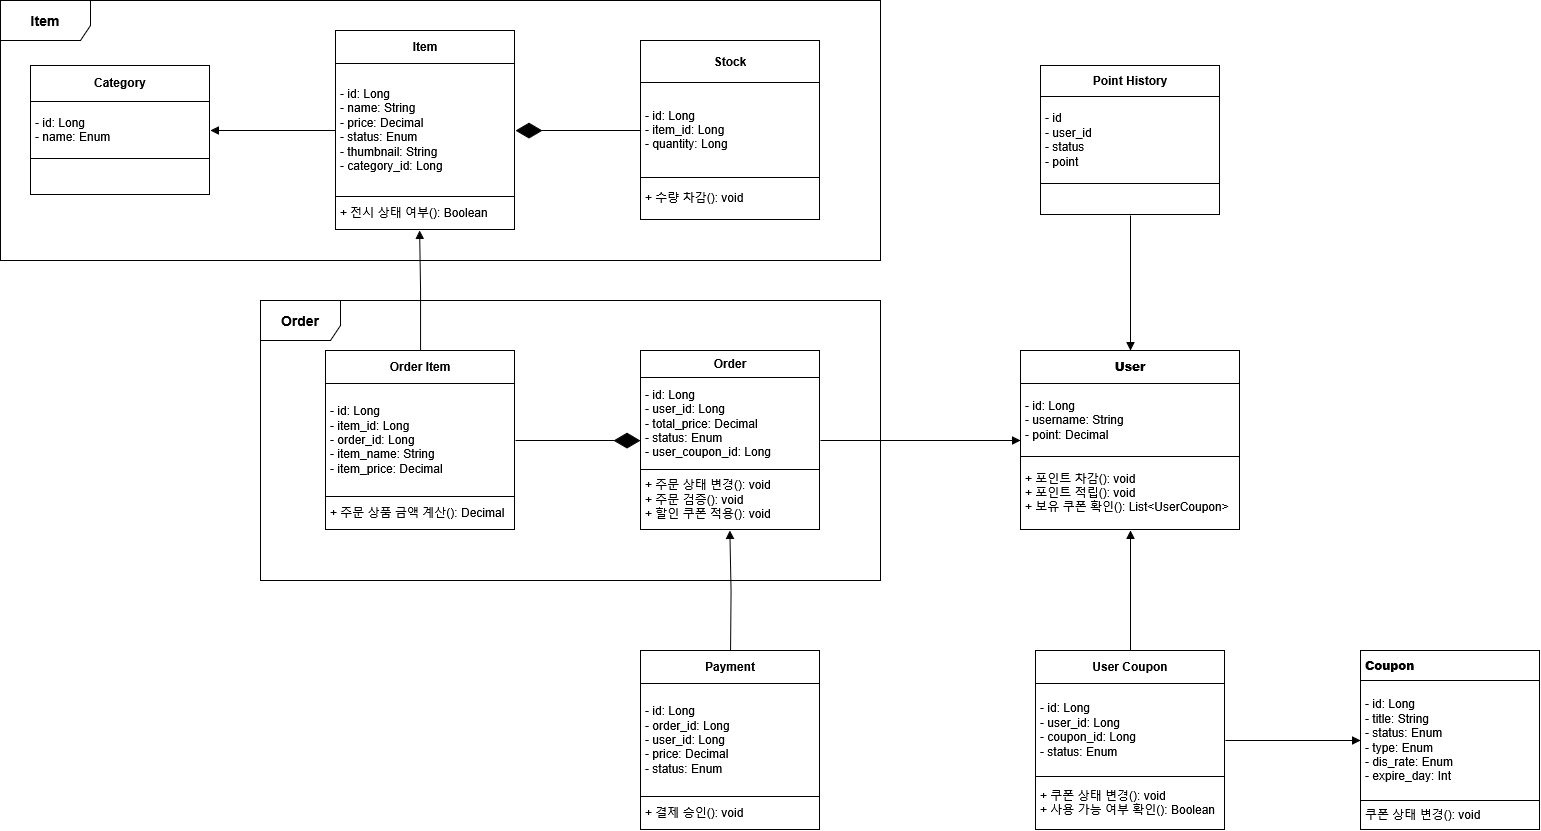 Item
Category
- id: Long
- name: Enum
Item
- id: Long
- name: String
- price: Decimal
- status: Enum
- thumbnail: String
- category_id: Long
+ 전시 상태 여부(): Boolean
Stock
- id: Long
- item_id: Long
- quantity: Long
+ 수량 차감(): void
Point History
- id
- user_id
- status
- point
Order
Order Item
- id: Long
- item_id: Long
- order_id: Long
- item_name: String
- item_price: Decimal
+ 주문 상품 금액 계산(): Decimal
Order
- id: Long
- user_id: Long
- total_price: Decimal
- status: Enum
- user_coupon_id: Long
+ 주문 상태 변경(): void
+ 주문 검증(): void
+ 할인 쿠폰 적용(): void
User
- id: Long
- username: String
- point: Decimal
+ 포인트 차감(): void
+ 포인트 적립(): void
+ 보유 쿠폰 확인(): List<UserCoupon>
Payment
- id: Long
- order_id: Long
- user_id: Long
- price: Decimal
- status: Enum
+ 결제 승인(): void
User Coupon
- id: Long
- user_id: Long
- coupon_id: Long
- status: Enum
+ 쿠폰 상태 변경(): void
+ 사용 가능 여부 확인(): Boolean
Coupon
- id: Long
- title: String
- status: Enum
- type: Enum
- dis_rate: Enum
- expire_day: Int
쿠폰 상태 변경(): void